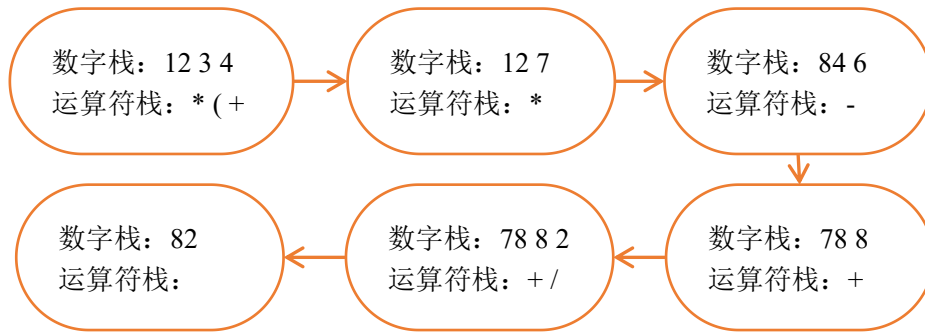 数字栈：12 3 4
运算符栈：* ( +
数字栈：12 7
运算符栈：*
数字栈：84 6
运算符栈：-
数字栈：78 8
运算符栈：+
数字栈：78 8 2
运算符栈：+ /
数字栈：82
运算符栈：